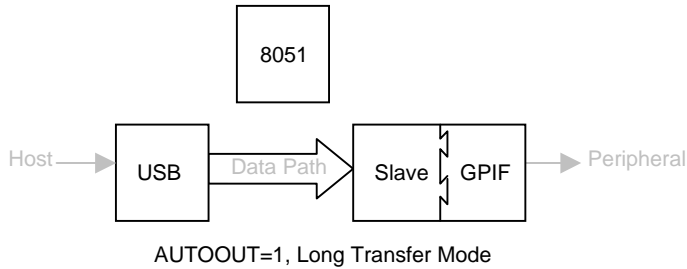 8051
Host
USB
Data Path
Slave
GPIF
Peripheral
AUTOOUT=1, Long Transfer Mode